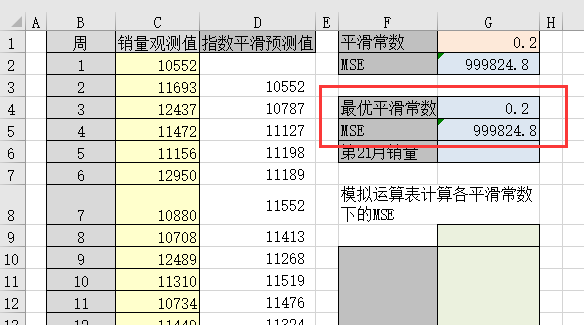 A B C D E F G H
1 周 销量观测值 指数平滑预测值 平滑常数 0.2
2 1 10552 MSE 999824.8
3 2 11693 10552
4 3 12437 10787 最优平滑常数 0.2
5 4 11472 11127 MSE 999824.8
6 5 11156 11198 第21月销量
7 6 12950 11189
8 7 10880 11552 模拟运算表计算各平滑常数
下的MSE
9 8 10708 11413
10 9 12489 11268
11 10 11310 11519
12 11 10734 11476